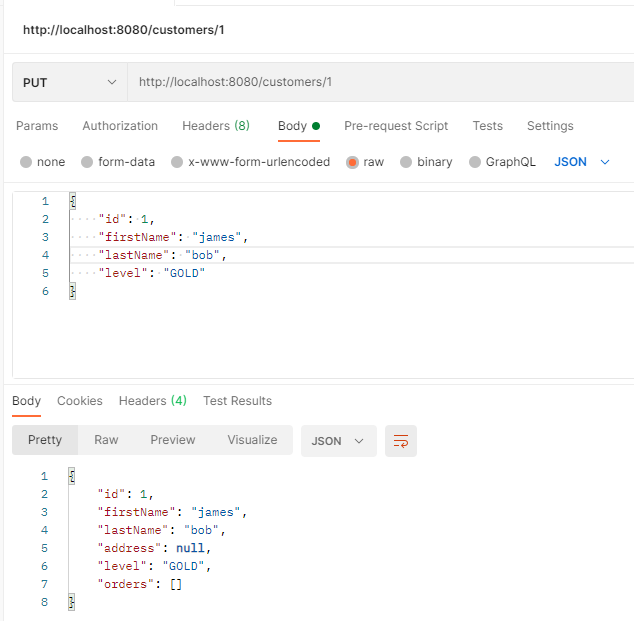 http://localhost:8080/customers/1
PUT http://localhost:8080/customers/1
Params Authorization Headers (8) Body Pre-request Script Tests Settings
none form-data x-www-form-urlencoded raw binary GraphQL JSON
1 {
2 ····"id":·1,
3 ····"firstName":·"james",
4 ····"lastName":·"bob",
5 ····"level":·"GOLD"
6 }
Body Cookies Headers (4) Test Results
Pretty Raw Preview Visualize JSON
1 {
2 "id": 1,
3 "firstName": "james",
4 "lastName": "bob",
5 "address": null,
6 "level": "GOLD",
7 "orders": []
8 }